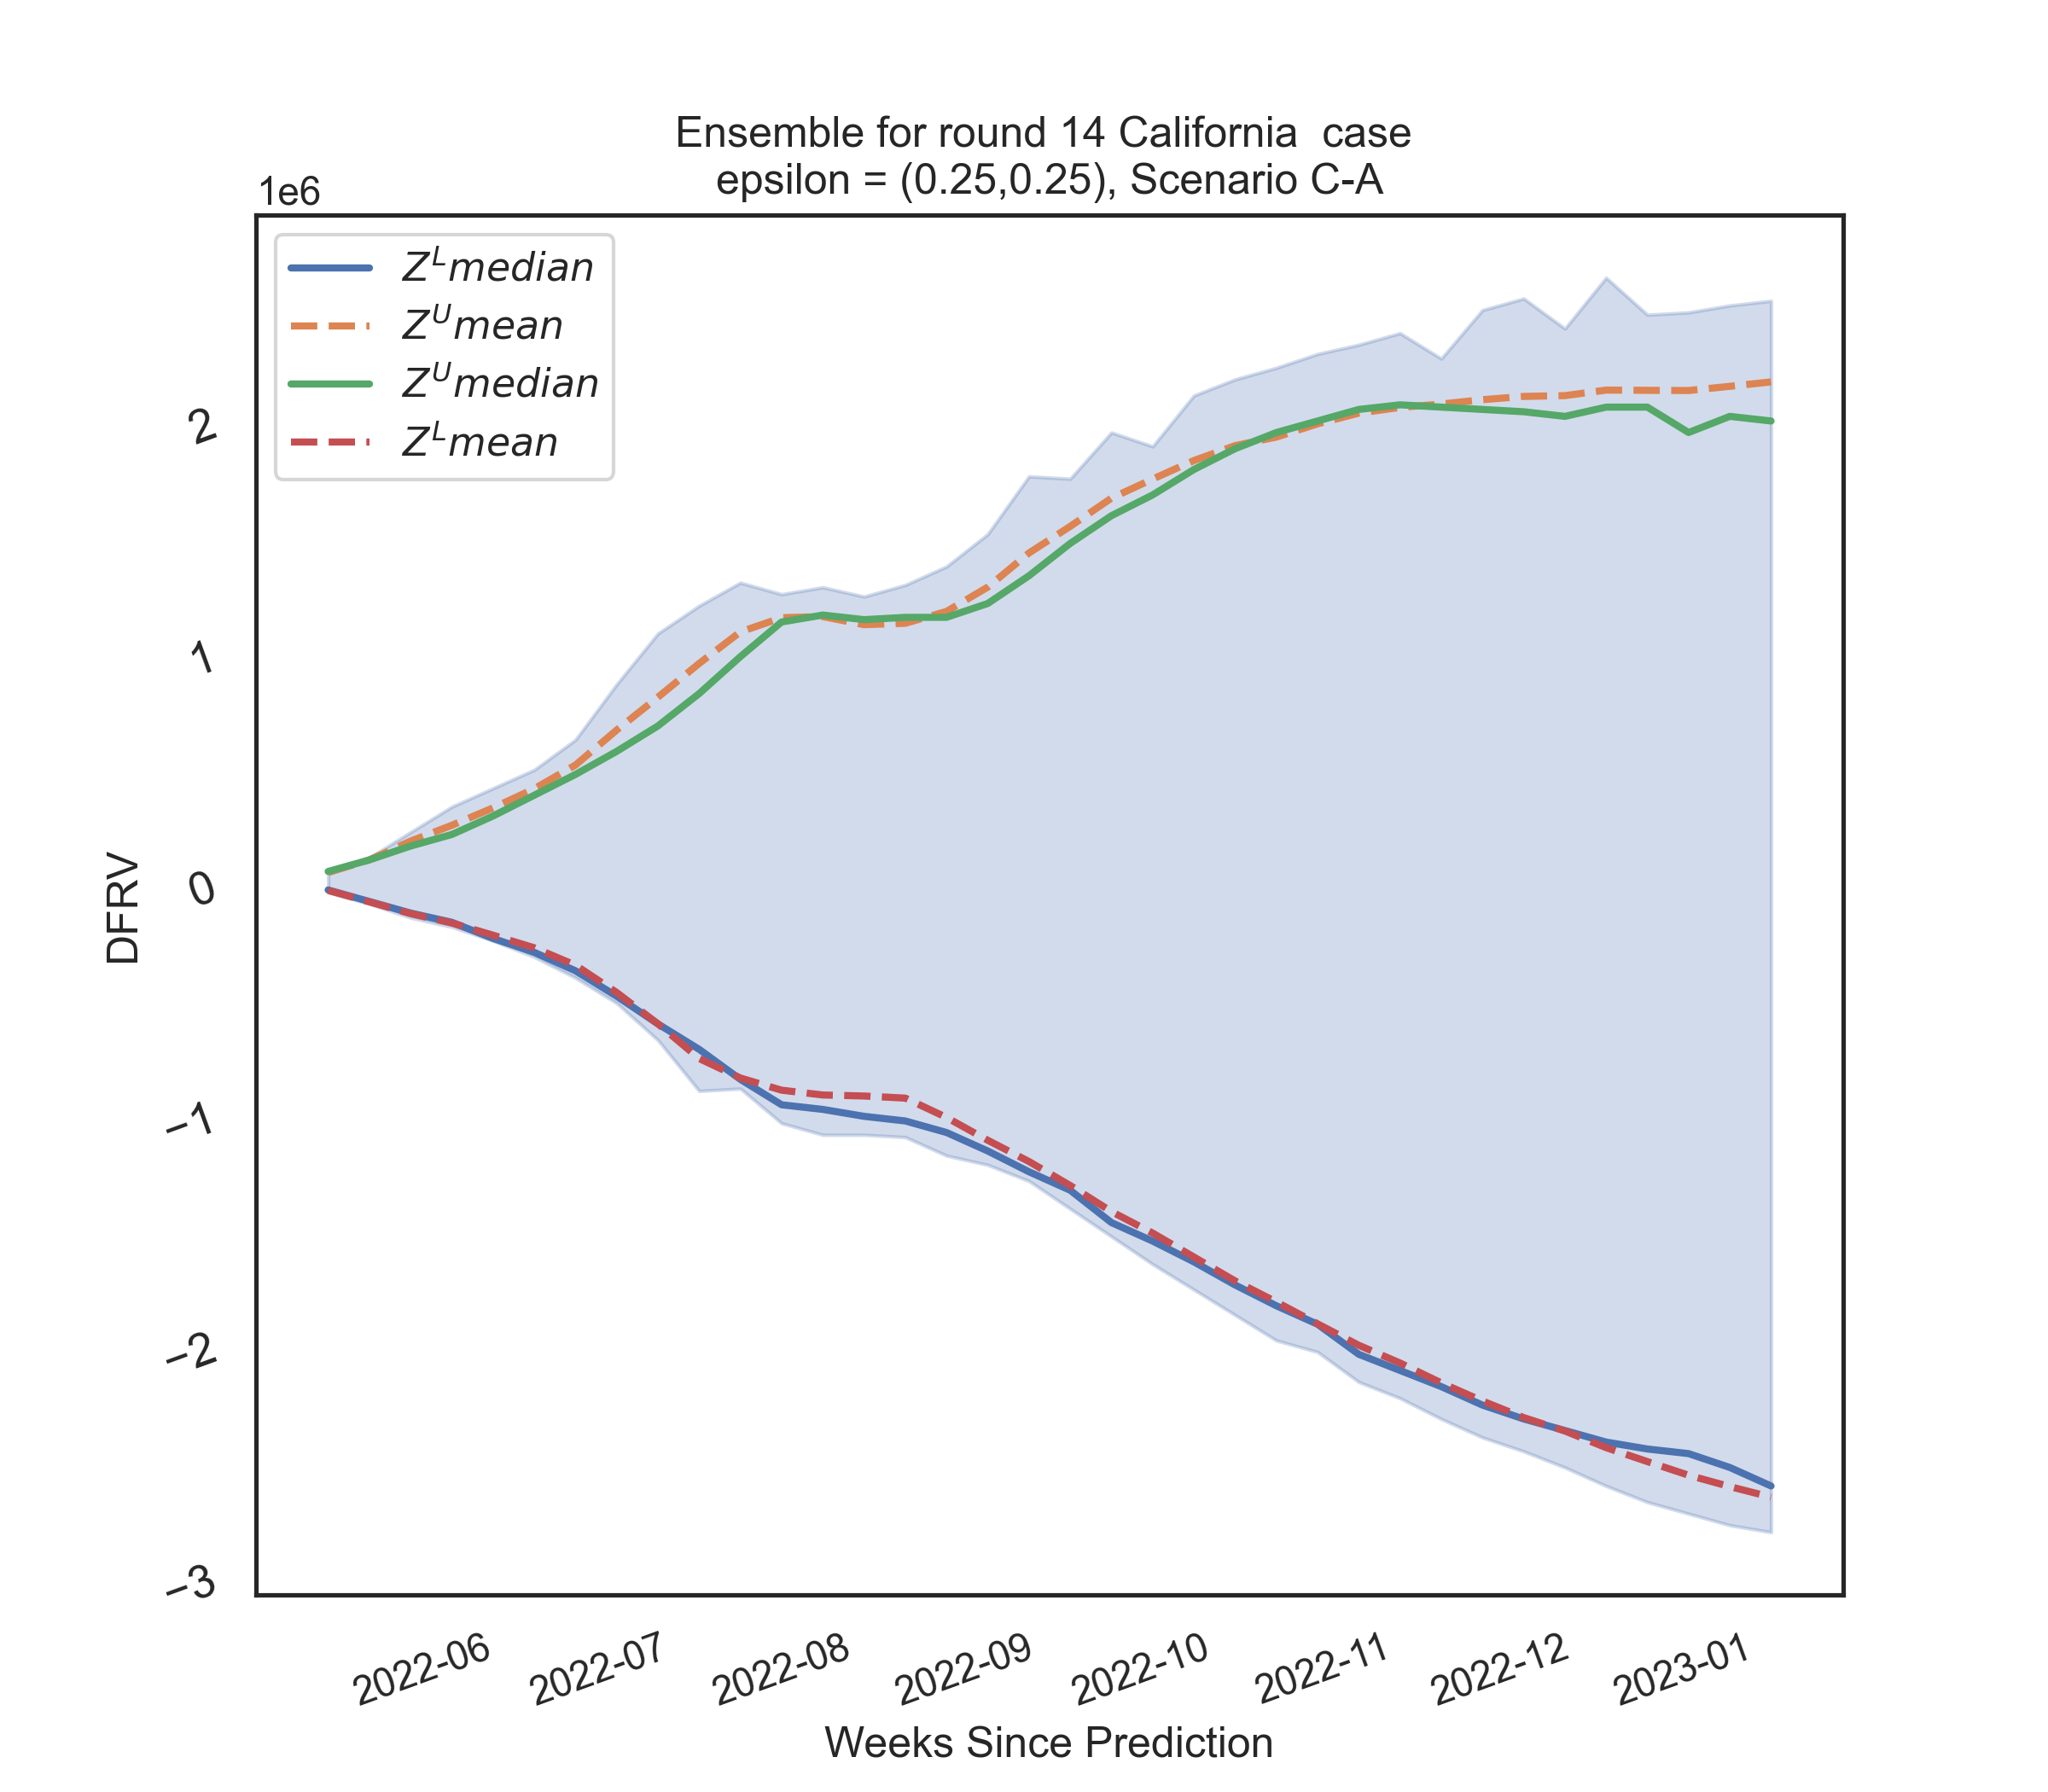 Ensemble for round 14 California  case
epsilon = (0.25,0.25), Scenario C-A
1e6
Z^L median
Z^U mean
Z^U median
Z^L mean
2
1
0
−1
−2
−3
DFRV
2022-06
2022-07
2022-08
2022-09
2022-10
2022-11
2022-12
2023-01
Weeks Since Prediction